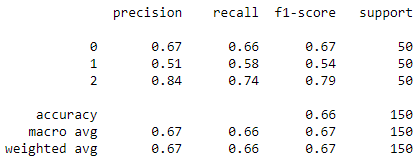 precision recall f1-score support
0 0.67 0.66 0.67 50
1 0.51 0.58 0.54 50
2 0.84 0.74 0.79 50
accuracy 0.66 150
macro avg 0.67 0.66 0.67 150
weighted avg 0.67 0.66 0.67 150